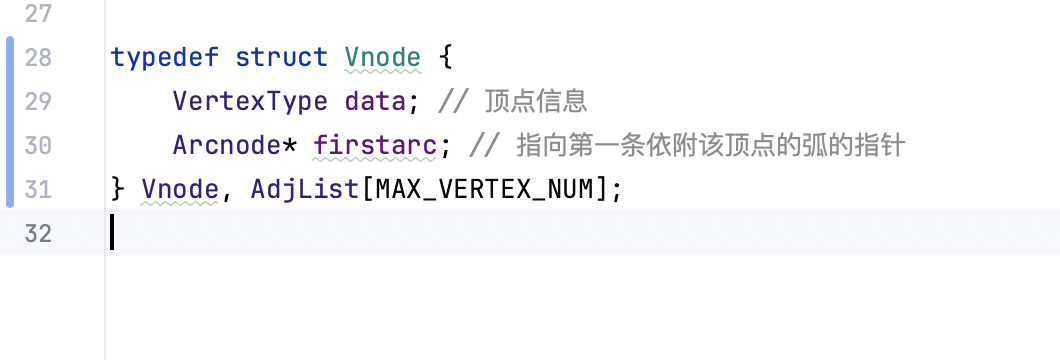 27
28 typedef struct Vnode {
29     VertexType data; // 顶点信息
30     Arcnode* firstarc; // 指向第一条依附该顶点的弧的指针
31 } Vnode, AdjList[MAX_VERTEX_NUM];
32